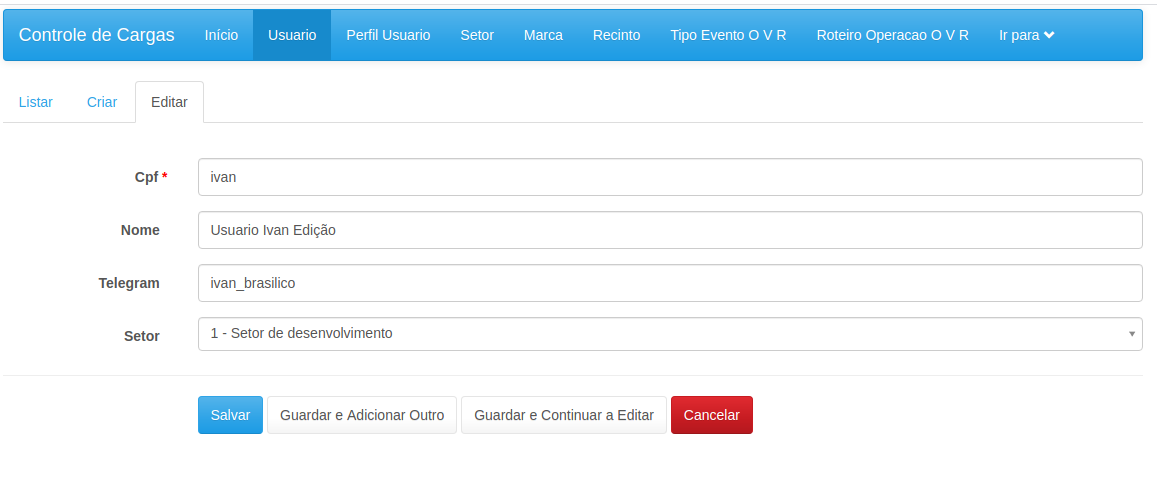 Controle de Cargas Início Usuario Perfil Usuario Setor Marca Recinto Tipo Evento O V R Roteiro Operacao O V R Ir para
Listar Criar Editar
Cpf * ivan
Nome Usuario Ivan Edição
Telegram ivan_brasilico
Setor 1 - Setor de desenvolvimento
Salvar Guardar e Adicionar Outro Guardar e Continuar a Editar Cancelar